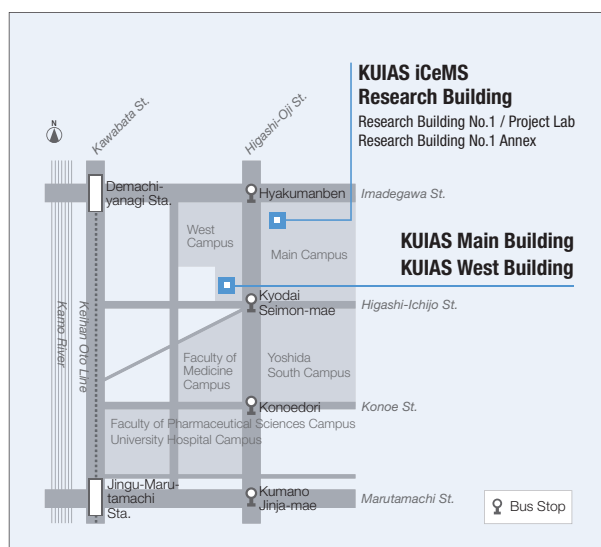 KUIAS iCeMS
Research Building
Research Building No.1 / Project Lab
Research Building No.1 Annex
N
Kawabata St.
Higashi-Oji St.
Demachi-
yanagi Sta.
Hyakumanben
Imadegawa St.
West
Campus
Main Campus
KUIAS Main Building
KUIAS West Building
Kyodai
Seimon-mae
Higashi-Ichijo St.
Kamo River
Keihan Oto Line
Faculty of
Medicine
Campus
Yoshida
South Campus
Konoedori
Konoe St.
Faculty of Pharmaceutical Sciences Campus
University Hospital Campus
Jingu-Maru-
tamachi
Sta.
Kumano
Jinja-mae
Marutamachi St.
Bus Stop